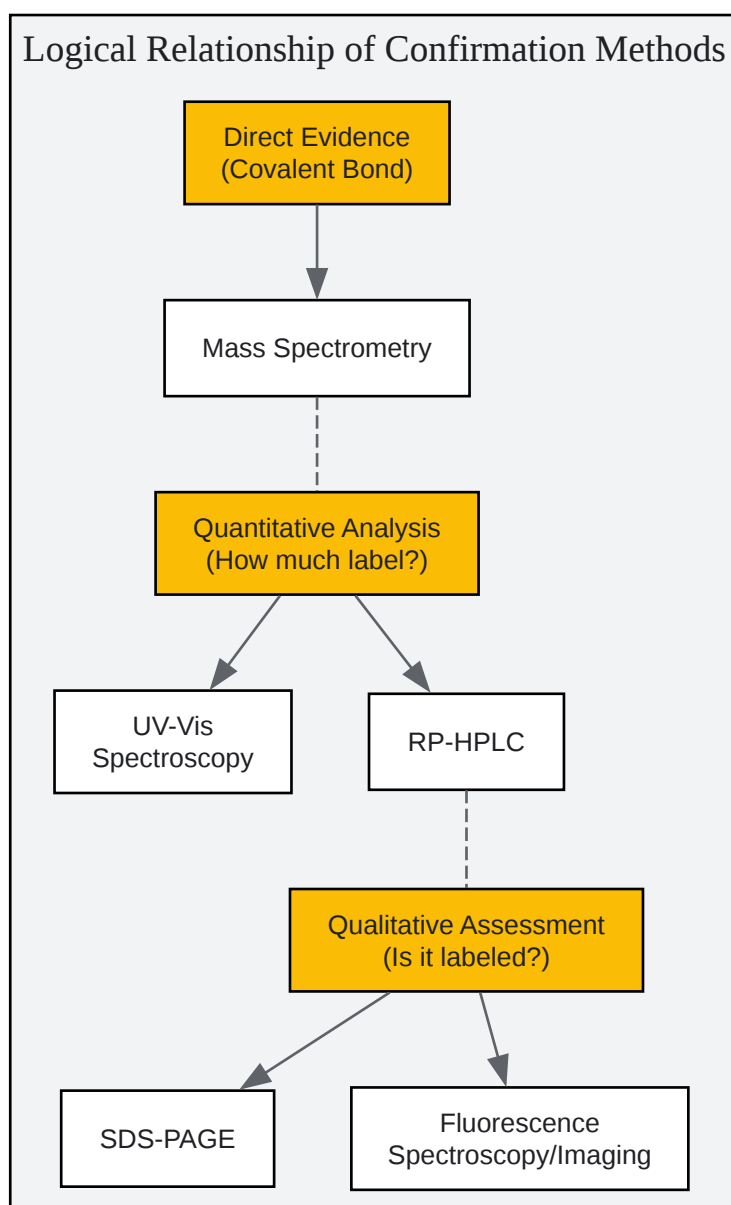 Logical Relationship of Confirmation Methods
Direct Evidence
(Covalent Bond)
Mass Spectrometry
Quantitative Analysis
(How much label?)
UV-Vis
Spectroscopy
RP-HPLC
Qualitative Assessment
(Is it labeled?)
SDS-PAGE
Fluorescence
Spectroscopy/Imaging